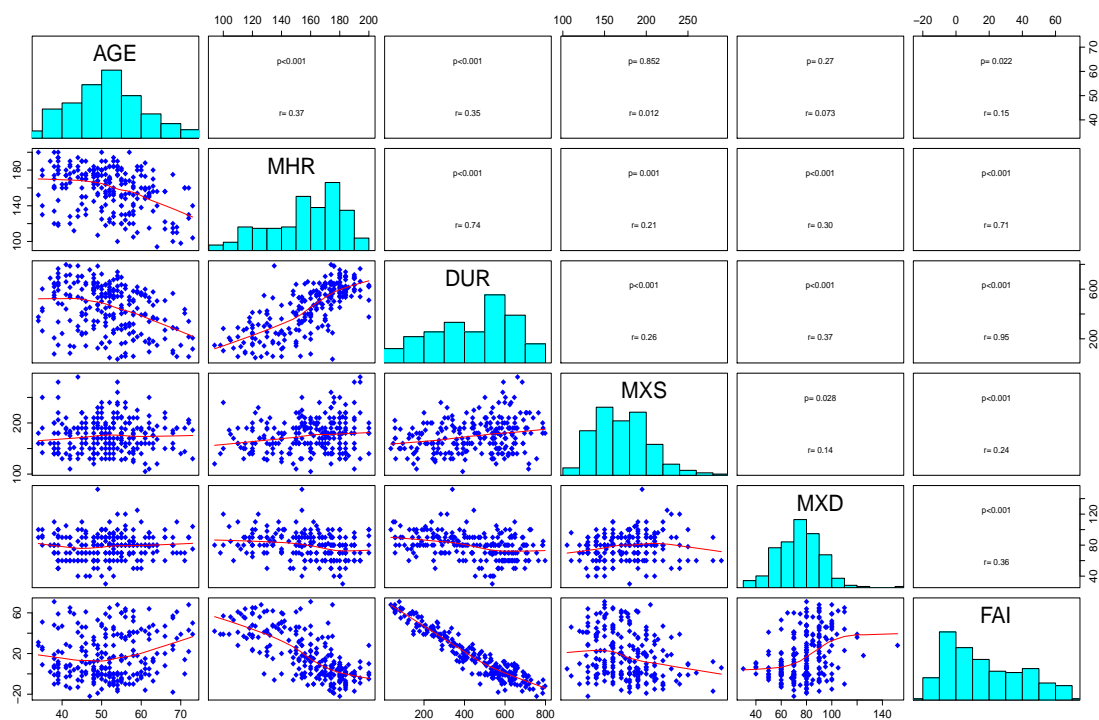 100 120 140 160 180 200
100 150 200 250
−20 0 20 40 60
AGE
p<0.001
p<0.001
p= 0.852
p= 0.27
p= 0.022
r= 0.37
r= 0.35
r= 0.012
r= 0.073
r= 0.15
40 50 60 70
100 140 180
MHR
p<0.001
p= 0.001
p<0.001
p<0.001
r= 0.74
r= 0.21
r= 0.30
r= 0.71
DUR
p<0.001
p<0.001
p<0.001
r= 0.26
r= 0.37
r= 0.95
200 600
100 200
MXS
p= 0.028
p<0.001
r= 0.14
r= 0.24
MXD
p<0.001
r= 0.36
40 80 120
−20 20 60
FAI
40 50 60 70
200 400 600 800
40 60 80 100 140